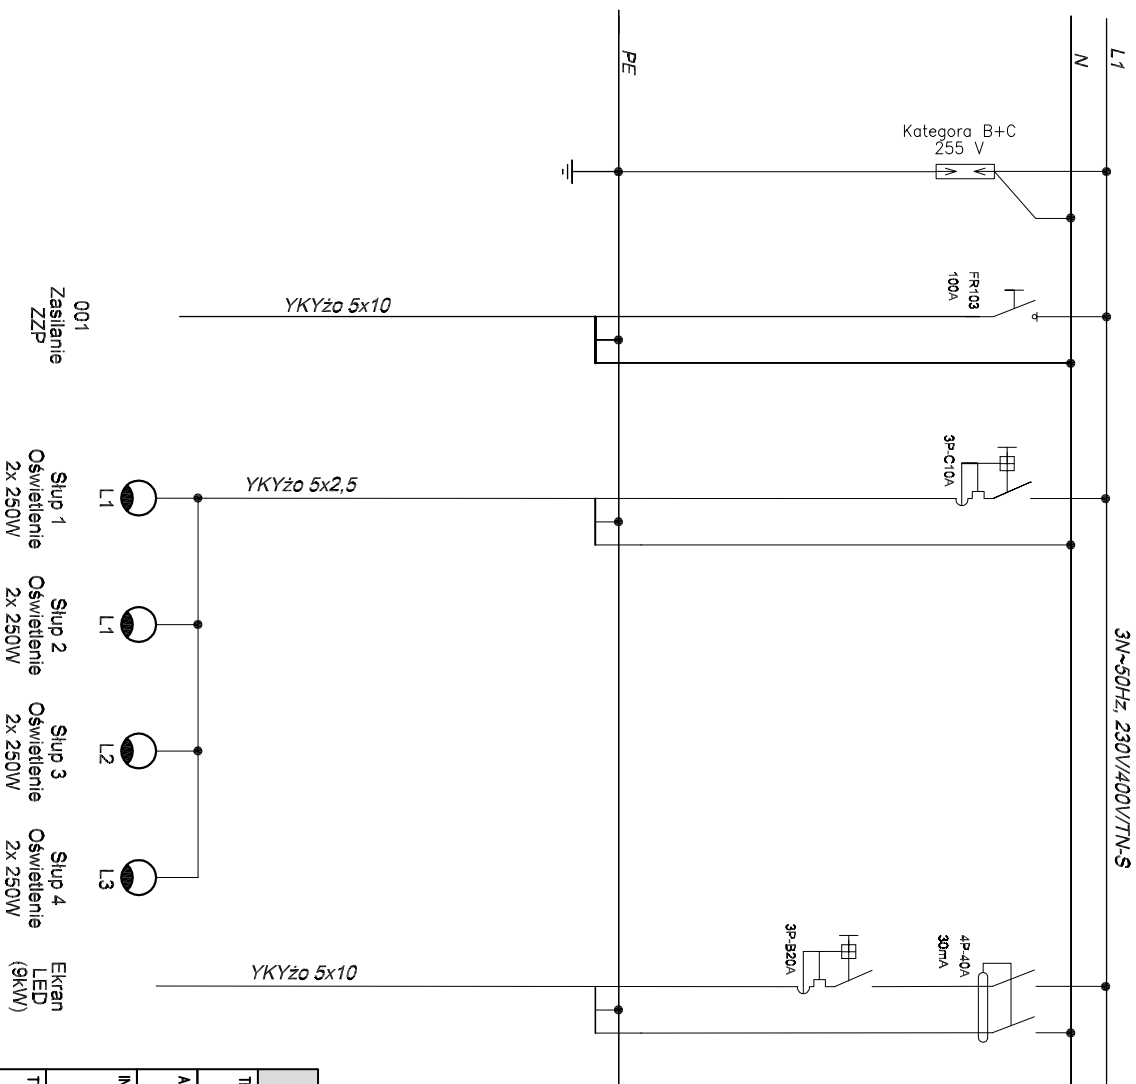 L1
N
PE
3N~50Hz, 230V/400V/TN-S
Kategora B+C
255 V
FR103
100A
3P-C10A
3P-B20A
4P-40A
30mA
YKYżo 5x10
YKYżo 5x2,5
YKYżo 5x10
001
Zasilanie
ZZP
L1
Słup 1
Oświetlenie
2x 250W
L1
Słup 2
Oświetlenie
2x 250W
L2
Słup 3
Oświetlenie
2x 250W
L3
Słup 4
Oświetlenie
2x 250W
Ekran
LED
(9kW)